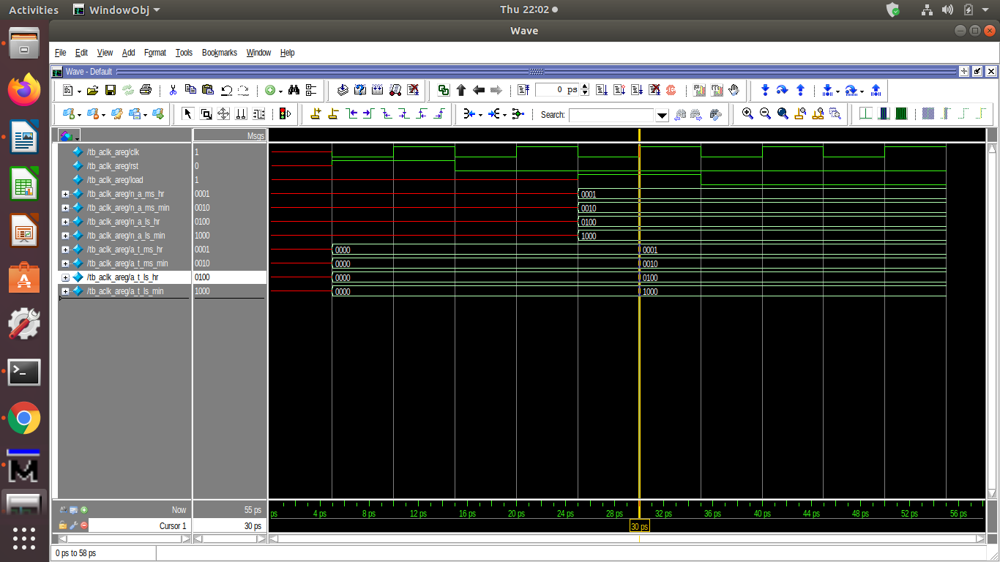 Activities WindowObj Thu 22:02
Wave
File Edit View Add Format Tools Bookmarks Window Help
Wave - Default
0 ps
Search:
Msgs
/tb_aclk_areg/clk 1
/tb_aclk_areg/rst 0
/tb_aclk_areg/load 1
/tb_aclk_areg/n_a_ms_hr 0001 0001
/tb_aclk_areg/n_a_ms_min 0010 0010
/tb_aclk_areg/n_a_ls_hr 0100 0100
/tb_aclk_areg/n_a_ls_min 1000 1000
/tb_aclk_areg/a_t_ms_hr 0001 0000 0001
/tb_aclk_areg/a_t_ms_min 0010 0000 0010
/tb_aclk_areg/a_t_ls_hr 0100 0000 0100
/tb_aclk_areg/a_t_ls_min 1000 0000 1000
Now 55 ps ps 4 ps 8 ps 12 ps 16 ps 20 ps 24 ps 28 ps 32 ps 36 ps 40 ps 44 ps 48 ps 52 ps 56 ps
Cursor 1 30 ps 30 ps
0 ps to 58 ps